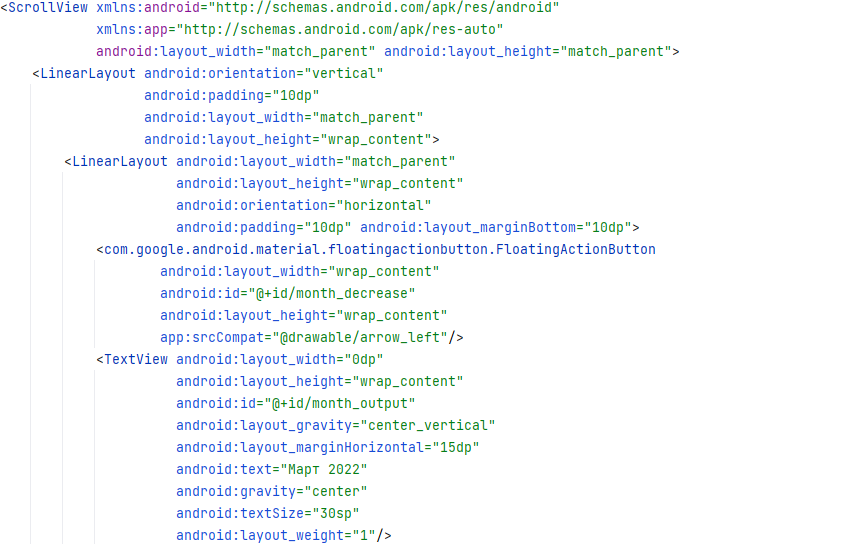 <ScrollView xmlns:android="http://schemas.android.com/apk/res/android"
xmlns:app="http://schemas.android.com/apk/res-auto"
android:layout_width="match_parent" android:layout_height="match_parent">
<LinearLayout android:orientation="vertical"
android:padding="10dp"
android:layout_width="match_parent"
android:layout_height="wrap_content">
<LinearLayout android:layout_width="match_parent"
android:layout_height="wrap_content"
android:orientation="horizontal"
android:padding="10dp" android:layout_marginBottom="10dp">
<com.google.android.material.floatingactionbutton.FloatingActionButton
android:layout_width="wrap_content"
android:id="@+id/month_decrease"
android:layout_height="wrap_content"
app:srcCompat="@drawable/arrow_left"/>
<TextView android:layout_width="0dp"
android:layout_height="wrap_content"
android:id="@+id/month_output"
android:layout_gravity="center_vertical"
android:layout_marginHorizontal="15dp"
android:text="Март 2022"
android:gravity="center"
android:textSize="30sp"
android:layout_weight="1"/>